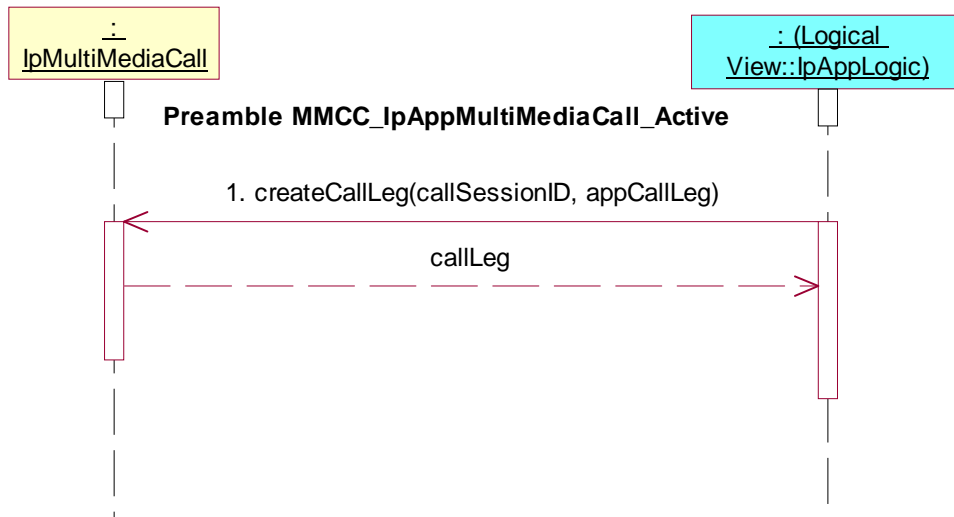 :
IpMultiMediaCall
: (Logical
View::IpAppLogic)
Preamble MMCC_IpAppMultiMediaCall_Active
1. createCallLeg(callSessionID, appCallLeg)
callLeg